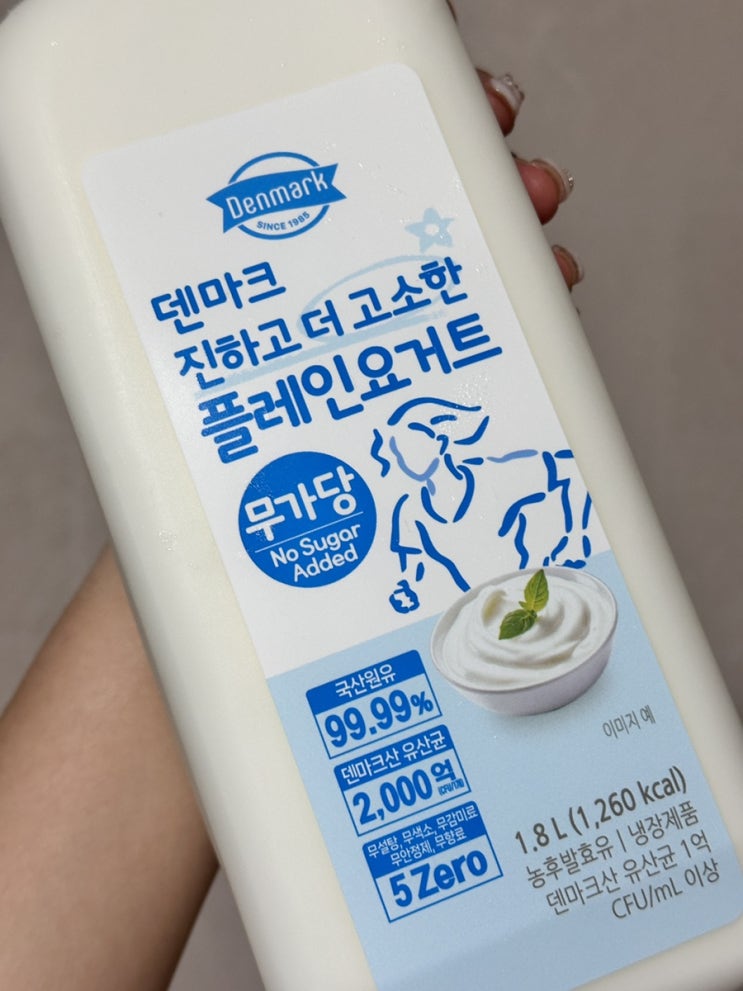 Denmark
SINCE 1985
덴마크
진하고 더 고소한
플레인요거트
무가당
No Sugar
Added
국산원유
99.99%
덴마크산 유산균
2,000억
무설탕, 무색소, 무감미료
무안정제, 무향료
5 Zero
이미지 예
1.8 L (1,260 kcal)
농후발효유 | 냉장제품
덴마크산 유산균 1억
CFU/mL 이상